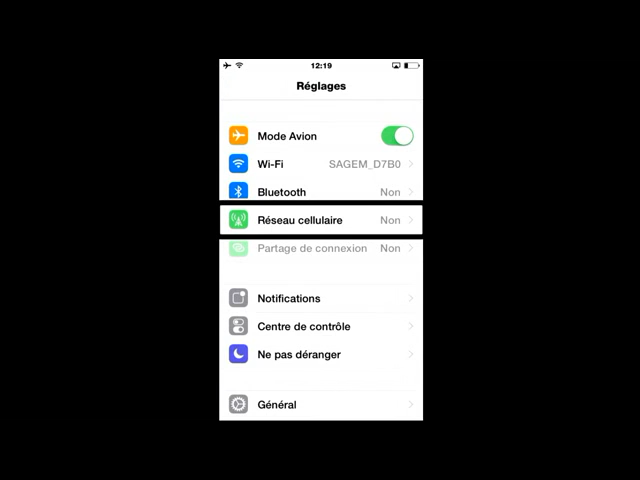 12:19
Réglages
Mode Avion
Wi-Fi SAGEM_D7B0
Bluetooth Non
Réseau cellulaire Non
Partage de connexion Non
Notifications
Centre de contrôle
Ne pas déranger
Général